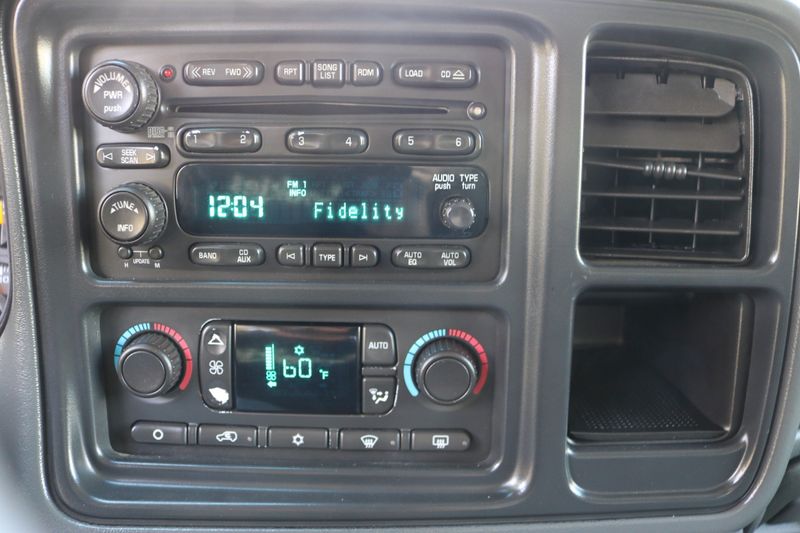 VOLUME
PWR
push
REV FWD
RPT
SONG
LIST
RDM
LOAD CD
1 2
3 4
5 6
SEEK
SCAN
FM 1
INFO
12:04
Fidelity
AUDIO TYPE
push turn
TUNE
INFO
H UPDATE M
BAND CD
AUX
TYPE
AUTO
EQ
AUTO
VOL
AUTO
60 °F